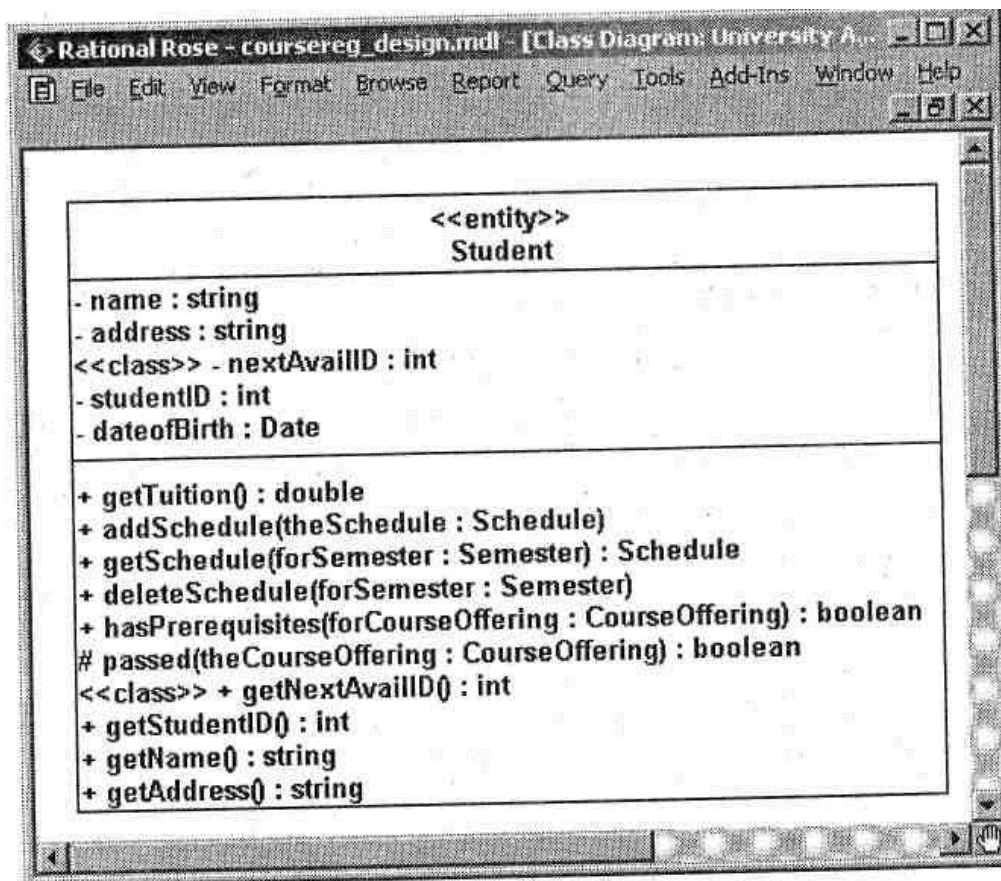 Rational Rose - coursereg_design.mdl - [Class Diagram: University A...
File Edit View Format Browse Report Query Tools Add-Ins Window Help
<<entity>>
Student
- name : string
- address : string
<<class>> - nextAvailID : int
- studentID : int
- dateofBirth : Date
+ getTuition() : double
+ addSchedule(theSchedule : Schedule)
+ getSchedule(forSemester : Semester) : Schedule
+ deleteSchedule(forSemester : Semester)
+ hasPrerequisites(forCourseOffering : CourseOffering) : boolean
# passed(theCourseOffering : CourseOffering) : boolean
<<class>> + getNextAvailID() : int
+ getStudentID() : int
+ getName() : string
+ getAddress() : string